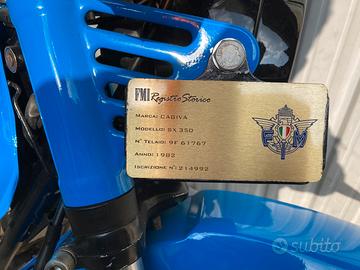 FMI Registro Storico
MARCA: CAGIVA
MODELLO: SX 350
N° TELAIO: 9F 61767
ANNO: 1982
ISCRIZIONE N°: 214992
FMI
subito